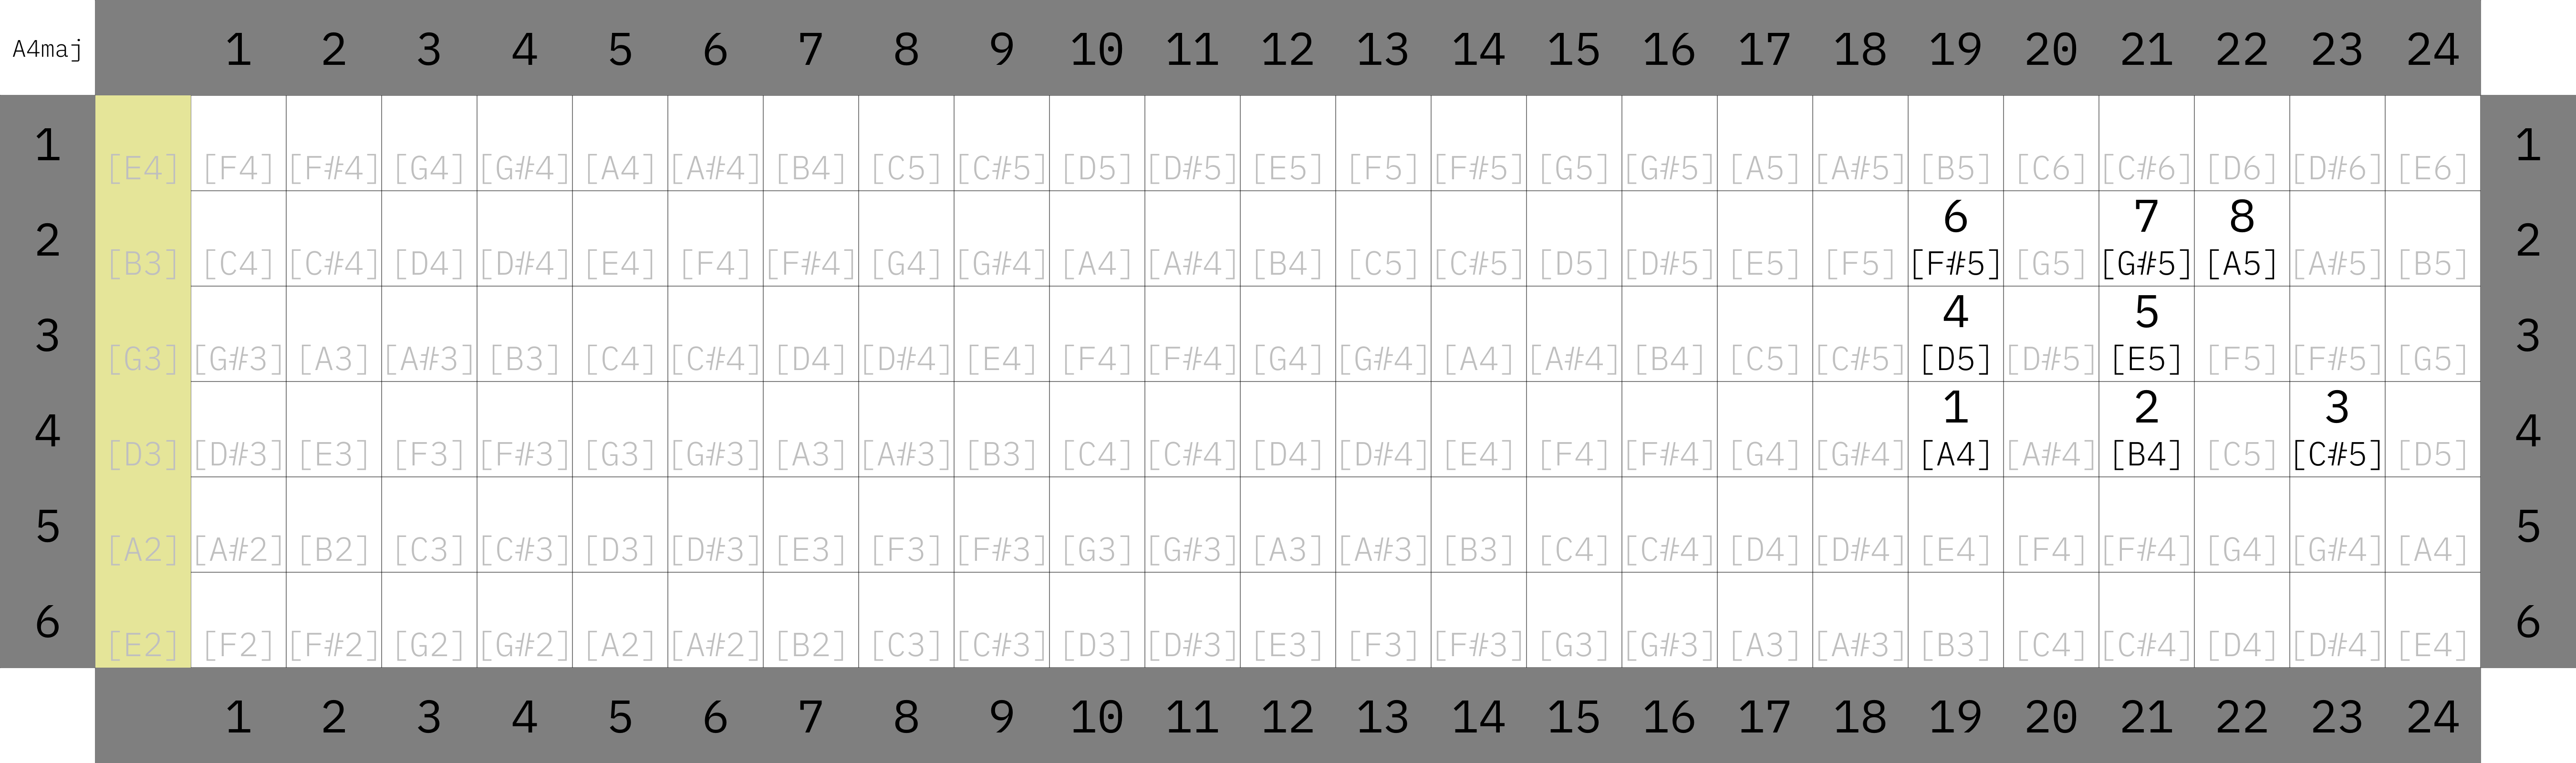 A4maj 1 2 3 4 5 6 7 8 9 10 11 12 13 14 15 16 17 18 19 20 21 22 23 24
1 [E4] [F4] [F#4] [G4] [G#4] [A4] [A#4] [B4] [C5] [C#5] [D5] [D#5] [E5] [F5] [F#5] [G5] [G#5] [A5] [A#5] [B5] [C6] [C#6] [D6] [D#6] [E6] 1
6 7 8
2 [B3] [C4] [C#4] [D4] [D#4] [E4] [F4] [F#4] [G4] [G#4] [A4] [A#4] [B4] [C5] [C#5] [D5] [D#5] [E5] [F5] [F#5] [G5] [G#5] [A5] [A#5] [B5] 2
4 5
3 [G3] [G#3] [A3] [A#3] [B3] [C4] [C#4] [D4] [D#4] [E4] [F4] [F#4] [G4] [G#4] [A4] [A#4] [B4] [C5] [C#5] [D5] [D#5] [E5] [F5] [F#5] [G5] 3
1 2 3
4 [D3] [D#3] [E3] [F3] [F#3] [G3] [G#3] [A3] [A#3] [B3] [C4] [C#4] [D4] [D#4] [E4] [F4] [F#4] [G4] [G#4] [A4] [A#4] [B4] [C5] [C#5] [D5] 4
5 [A2] [A#2] [B2] [C3] [C#3] [D3] [D#3] [E3] [F3] [F#3] [G3] [G#3] [A3] [A#3] [B3] [C4] [C#4] [D4] [D#4] [E4] [F4] [F#4] [G4] [G#4] [A4] 5
6 [E2] [F2] [F#2] [G2] [G#2] [A2] [A#2] [B2] [C3] [C#3] [D3] [D#3] [E3] [F3] [F#3] [G3] [G#3] [A3] [A#3] [B3] [C4] [C#4] [D4] [D#4] [E4] 6
1 2 3 4 5 6 7 8 9 10 11 12 13 14 15 16 17 18 19 20 21 22 23 24